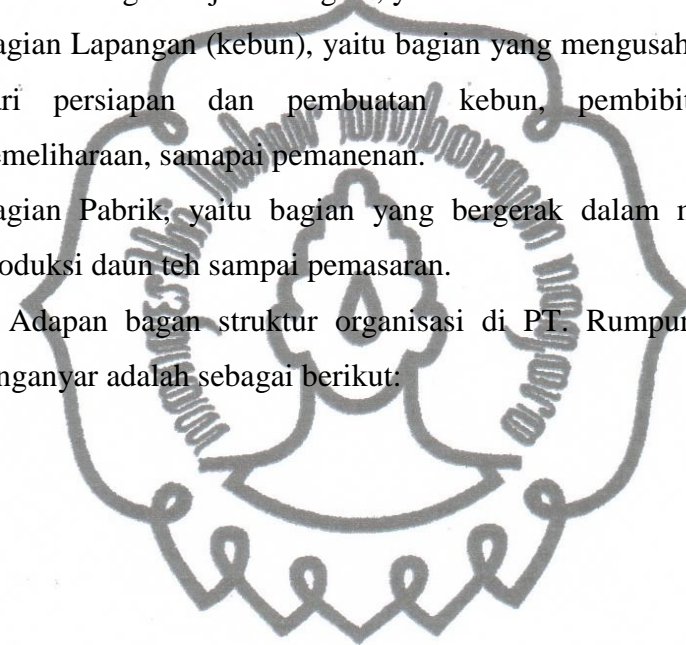 agian Lapangan (kebun), yaitu bagian yang mengusah
ari persiapan dan pembuatan kebun, pembibit
emeliharaan, samapai pemanenan.
agian Pabrik, yaitu bagian yang bergerak dalam m
oduksi daun teh sampai pemasaran.
Adapan bagan struktur organisasi di PT. Rumpun
nganyar adalah sebagai berikut: